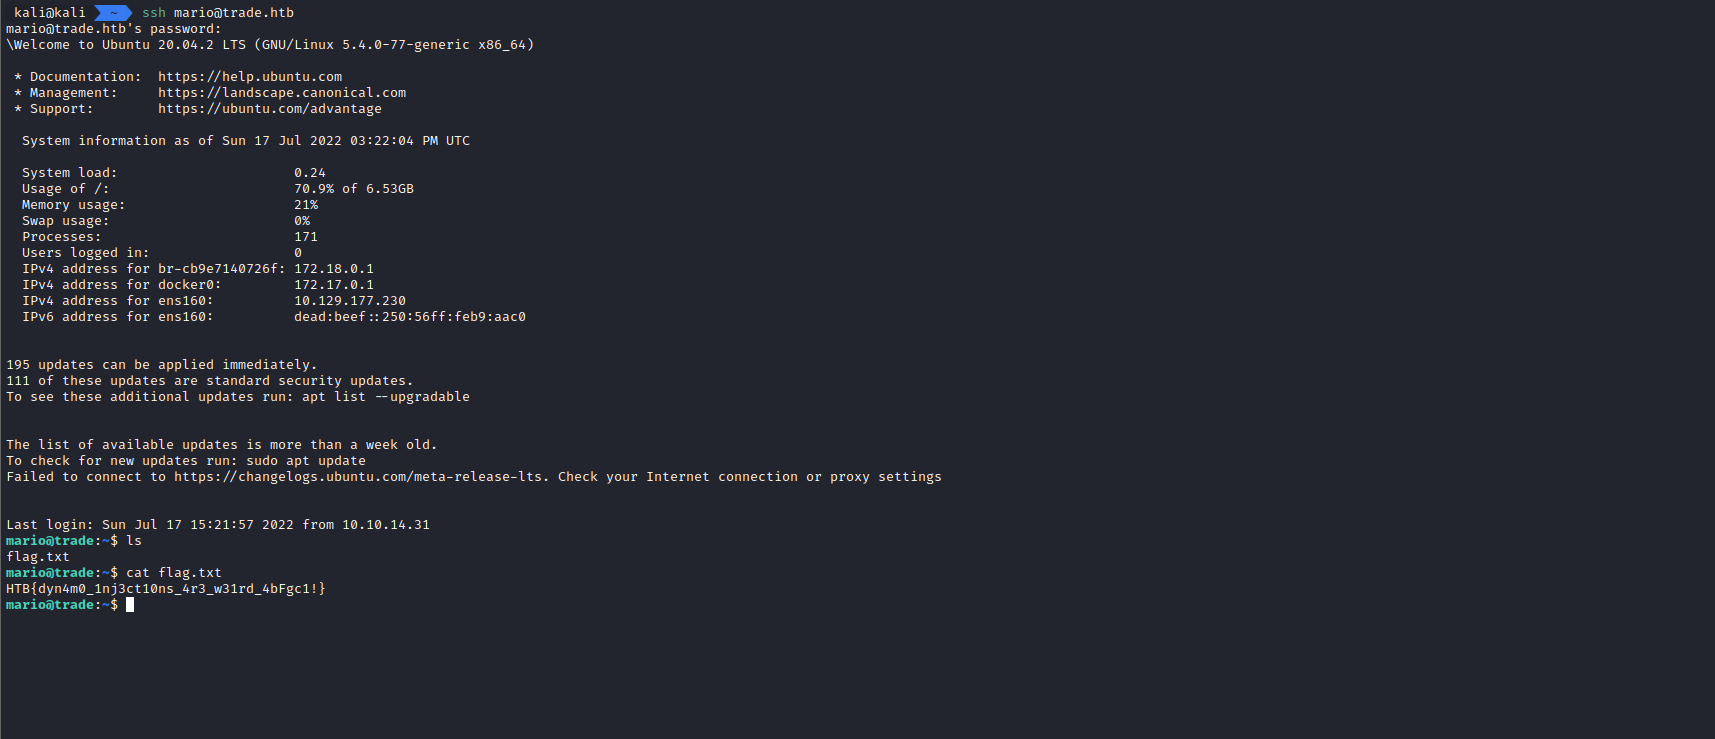 kali@kali ~ ssh mario@trade.htb
mario@trade.htb's password:
\Welcome to Ubuntu 20.04.2 LTS (GNU/Linux 5.4.0-77-generic x86_64)
* Documentation:  https://help.ubuntu.com
* Management:     https://landscape.canonical.com
* Support:        https://ubuntu.com/advantage
System information as of Sun 17 Jul 2022 03:22:04 PM UTC
System load:                      0.24
Usage of /:                       70.9% of 6.53GB
Memory usage:                     21%
Swap usage:                       0%
Processes:                        171
Users logged in:                  0
IPv4 address for br-cb9e7140726f: 172.18.0.1
IPv4 address for docker0:         172.17.0.1
IPv4 address for ens160:          10.129.177.230
IPv6 address for ens160:          dead:beef::250:56ff:feb9:aac0
195 updates can be applied immediately.
111 of these updates are standard security updates.
To see these additional updates run: apt list --upgradable
The list of available updates is more than a week old.
To check for new updates run: sudo apt update
Failed to connect to https://changelogs.ubuntu.com/meta-release-lts. Check your Internet connection or proxy settings
Last login: Sun Jul 17 15:21:57 2022 from 10.10.14.31
mario@trade:~$ ls
flag.txt
mario@trade:~$ cat flag.txt
HTB{dyn4m0_1nj3ct10ns_4r3_w31rd_4bFgc1!}
mario@trade:~$